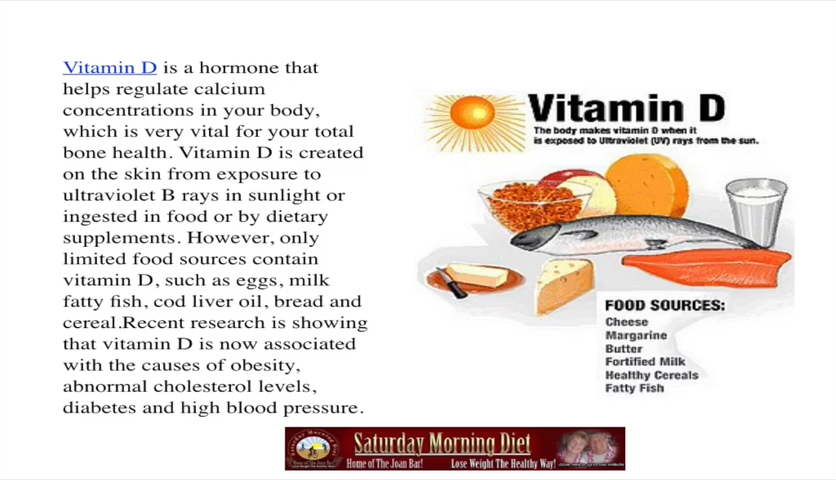 Vitamin D is a hormone that
helps regulate calcium
concentrations in your body,
which is very vital for your total
bone health. Vitamin D is created
on the skin from exposure to
ultraviolet B rays in sunlight or
ingested in food or by dietary
supplements. However, only
limited food sources contain
vitamin D, such as eggs, milk
fatty fish, cod liver oil, bread and
cereal.Recent research is showing
that vitamin D is now associated
with the causes of obesity,
abnormal cholesterol levels,
diabetes and high blood pressure.
Vitamin D
The body makes vitamin D when it
is exposed to Ultraviolet (UV) rays from the sun.
FOOD SOURCES:
Cheese
Margarine
Butter
Fortified Milk
Healthy Cereals
Fatty Fish
Saturday Morning Diet
Home of The Joan Bar! Lose Weight The Healthy Way!